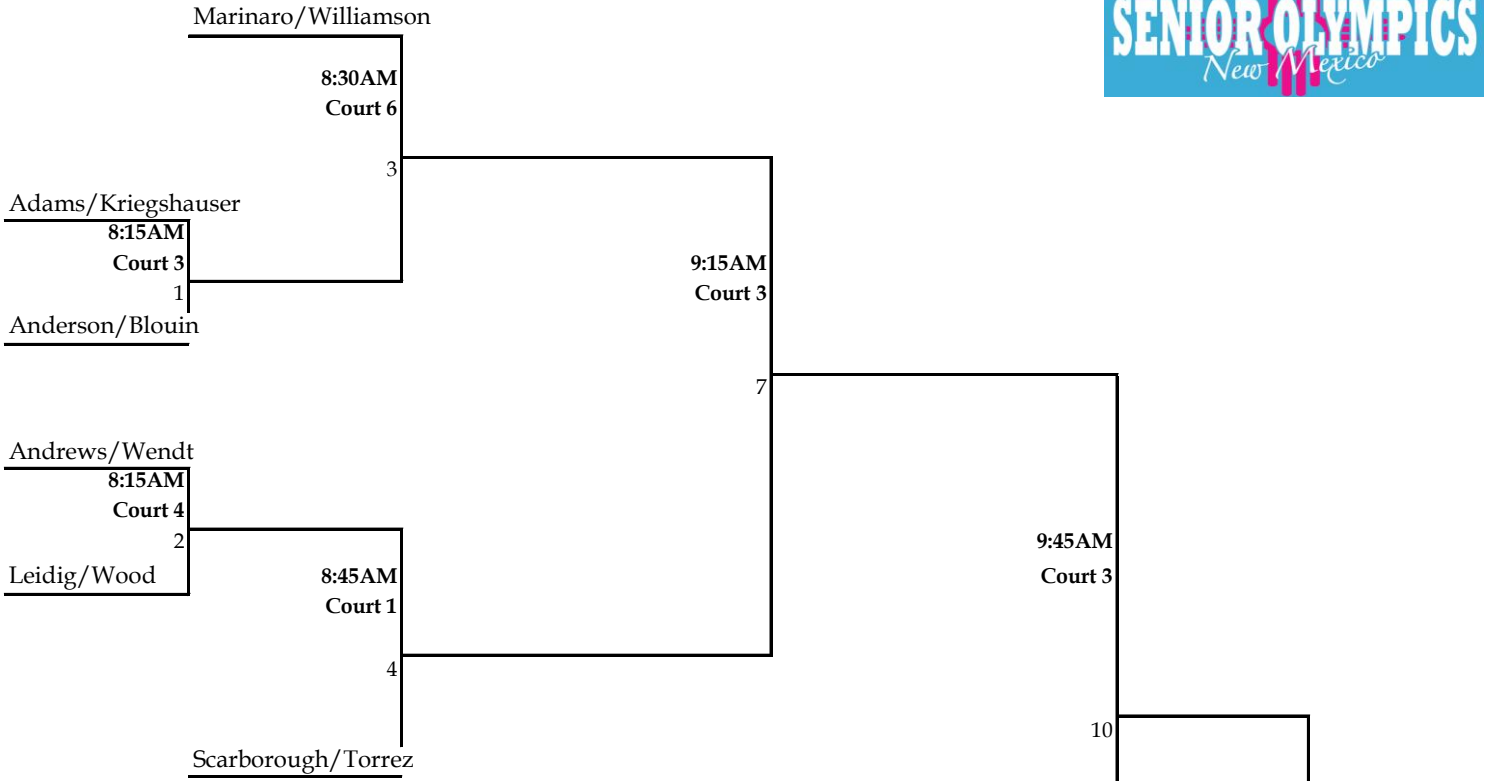 Marinaro/Williamson
SENIOR OLYMPICS
New Mexico
8:30AM
Court 6
3
Adams/Kriegshauser
8:15AM
Court 3
1
Anderson/Blouin
9:15AM
Court 3
7
Andrews/Wendt
8:15AM
Court 4
2
Leidig/Wood
8:45AM
Court 1
4
Scarborough/Torrez
9:45AM
Court 3
10